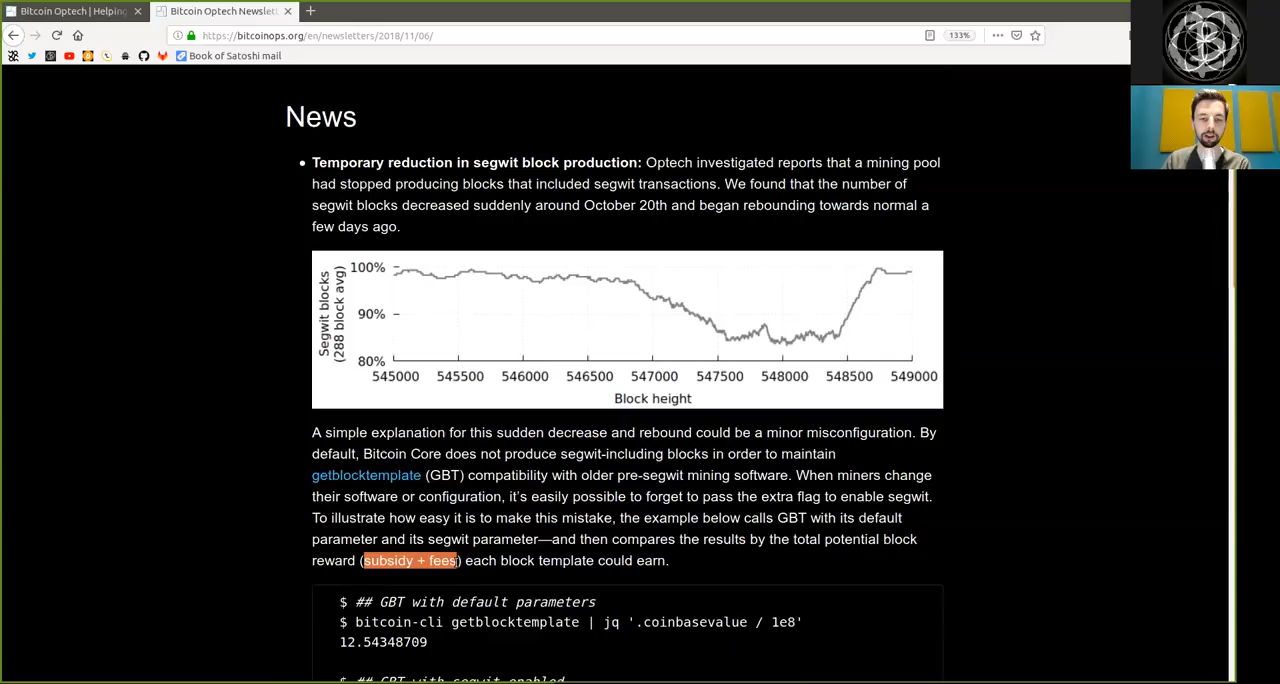 Bitcoin Optech | Helping
Bitcoin Optech Newslet
https://bitcoinops.org/en/newsletters/2018/11/06/
133%
Book of Satoshi mail
News
Temporary reduction in segwit block production: Optech investigated reports that a mining pool
had stopped producing blocks that included segwit transactions. We found that the number of
segwit blocks decreased suddenly around October 20th and began rebounding towards normal a
few days ago.
Segwit blocks
(288 block avg)
100%
90%
80%
545000 545500 546000 546500 547000 547500 548000 548500 549000
Block height
A simple explanation for this sudden decrease and rebound could be a minor misconfiguration. By
default, Bitcoin Core does not produce segwit-including blocks in order to maintain
getblocktemplate (GBT) compatibility with older pre-segwit mining software. When miners change
their software or configuration, it’s easily possible to forget to pass the extra flag to enable segwit.
To illustrate how easy it is to make this mistake, the example below calls GBT with its default
parameter and its segwit parameter—and then compares the results by the total potential block
reward (subsidy + fees) each block template could earn.
$ ## GBT with default parameters
$ bitcoin-cli getblocktemplate | jq '.coinbasevalue / 1e8'
12.54348709
$ ## GBT with segwit enabled